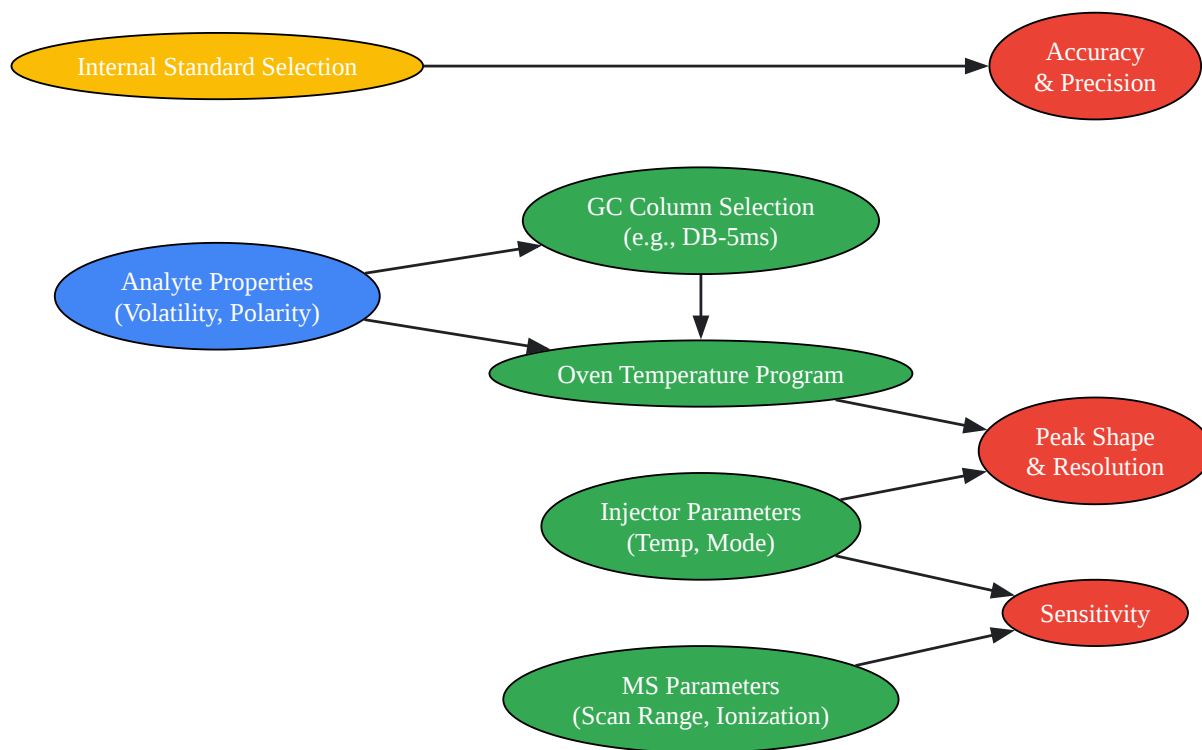 Internal Standard Selection
Accuracy
& Precision
GC Column Selection
(e.g., DB-5ms)
Analyte Properties
(Volatility, Polarity)
Oven Temperature Program
Peak Shape
& Resolution
Injector Parameters
(Temp, Mode)
Sensitivity
MS Parameters
(Scan Range, Ionization)